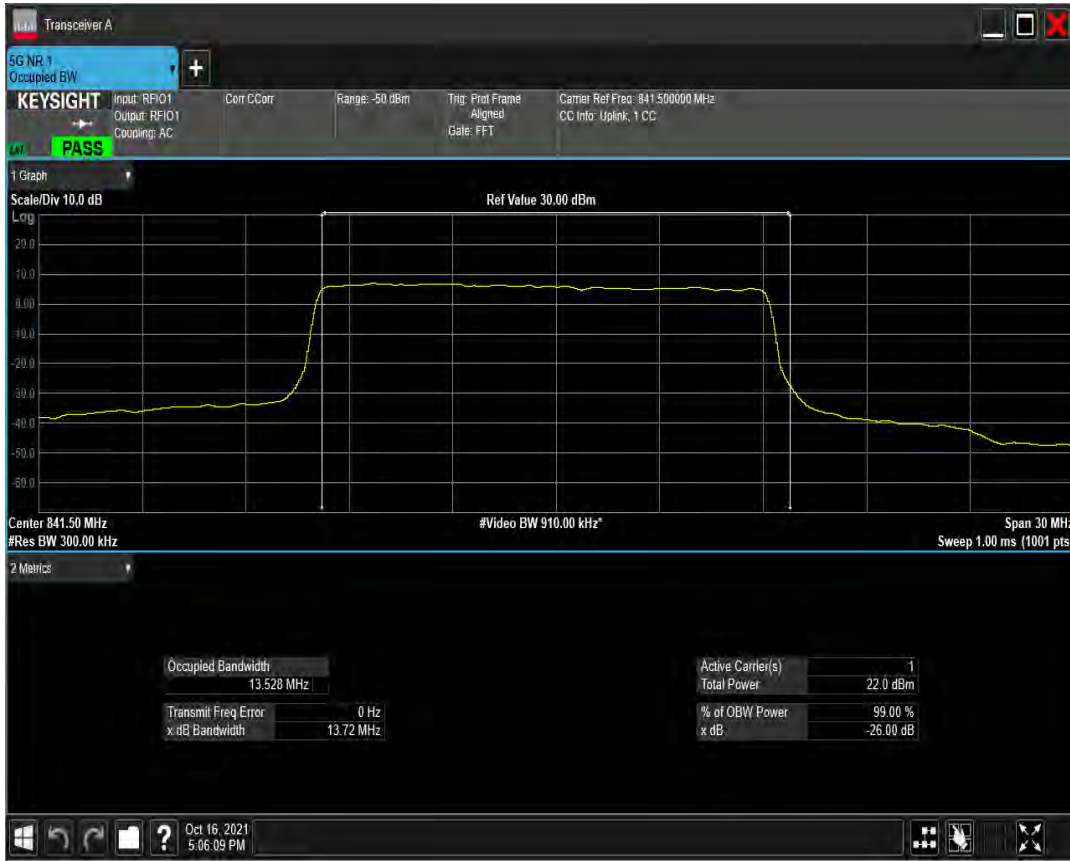 Transceiver A
5G NR 1
Occupied BW
KEYSIGHT
Input: RFIO1
Output: RFIO1
Coupling: AC
Corr CCorr
Range: -50 dBm
Trig: Prot Frame
Aligned
Gate: FFT
Carrier Ref Freq: 841.500000 MHz
CC Info: Uplink, 1 CC
PASS
1 Graph
Scale/Div 10.0 dB
Ref Value 30.00 dBm
Log
20.0
10.0
0.00
-10.0
-20.0
-30.0
-40.0
-50.0
-60.0
Center 841.50 MHz
#Video BW 910.00 kHz*
Span 30 MHz
#Res BW 300.00 kHz
Sweep 1.00 ms (1001 pts
2 Metrics
Occupied Bandwidth
13.528 MHz
Transmit Freq Error 0 Hz
x dB Bandwidth 13.72 MHz
Active Carrier(s) 1
Total Power 22.0 dBm
% of OBW Power 99.00 %
x dB -26.00 dB
?
Oct 16, 2021
5:06:09 PM